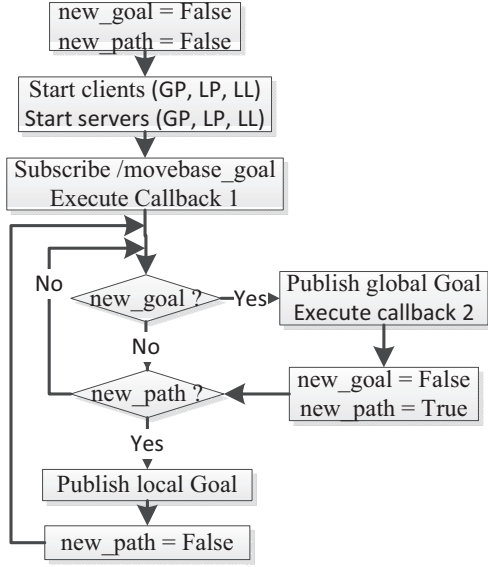 new_goal = False
new_path = False
Start clients (GP, LP, LL)
Start servers (GP, LP, LL)
Subscribe /movebase_goal
Execute Callback 1
No
new_goal ?
Yes
Publish global Goal
Execute callback 2
No
new_path ?
new_goal = False
new_path = True
Yes
Publish local Goal
new_path = False